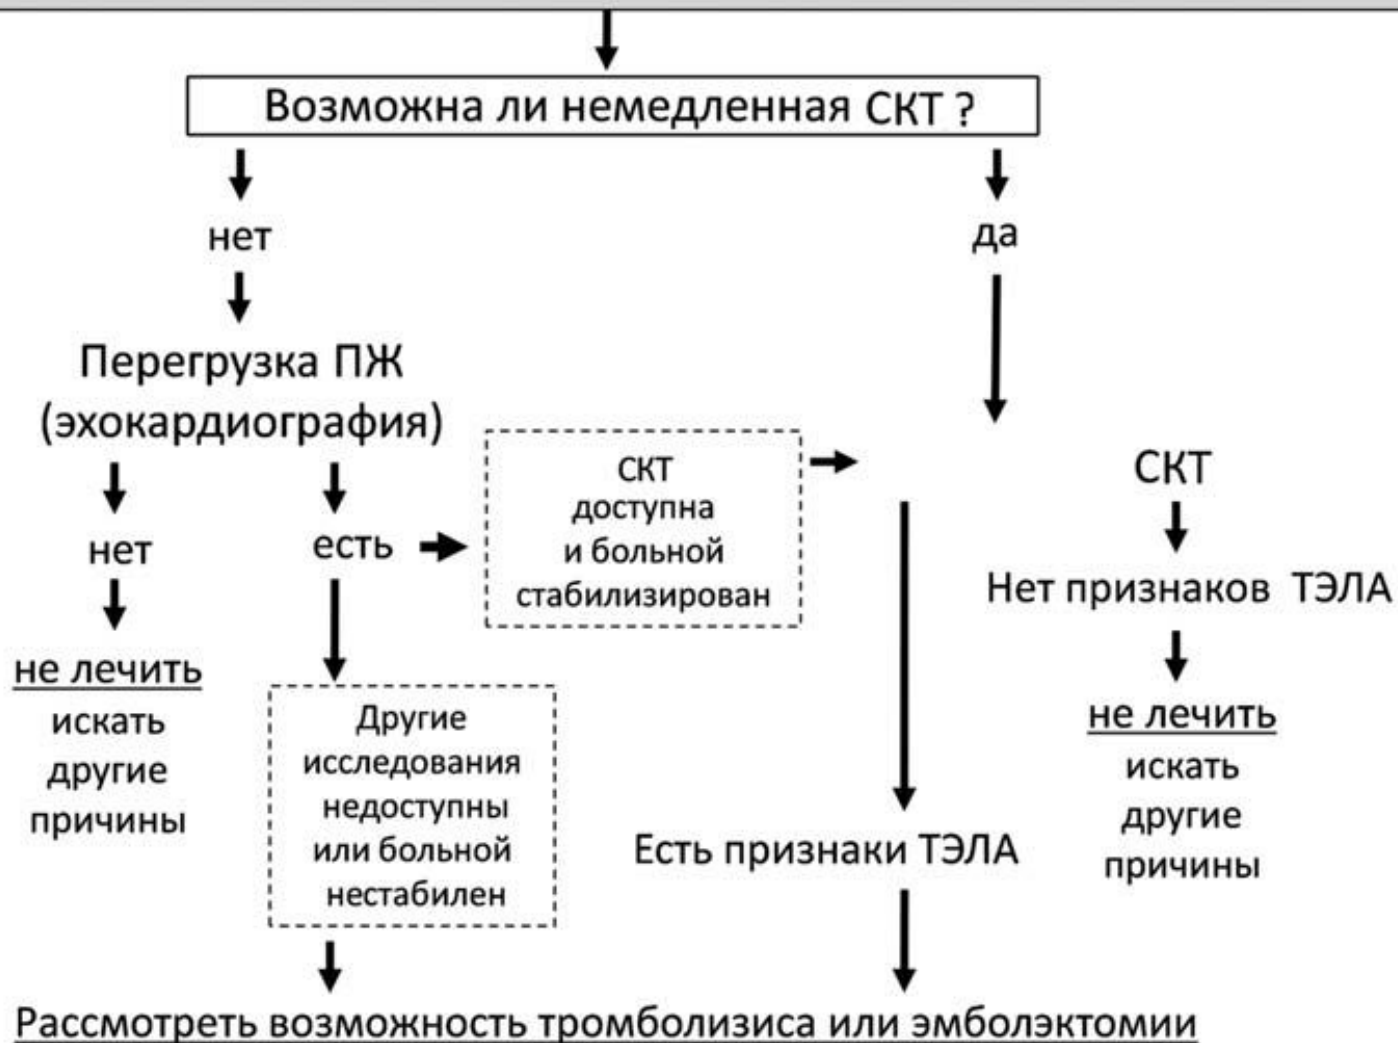 Возможна ли немедленная СКТ ?
нет
да
Перегрузка ПЖ
(эхокардиография)
нет
есть
СКТ
доступна
и больной
стабилизирован
СКТ
Нет признаков ТЭЛА
не лечить
искать
другие
причины
Другие
исследования
недоступны
или больной
нестабилен
Есть признаки ТЭЛА
не лечить
искать
другие
причины
Рассмотреть возможность тромболизиса или эмболэктомии